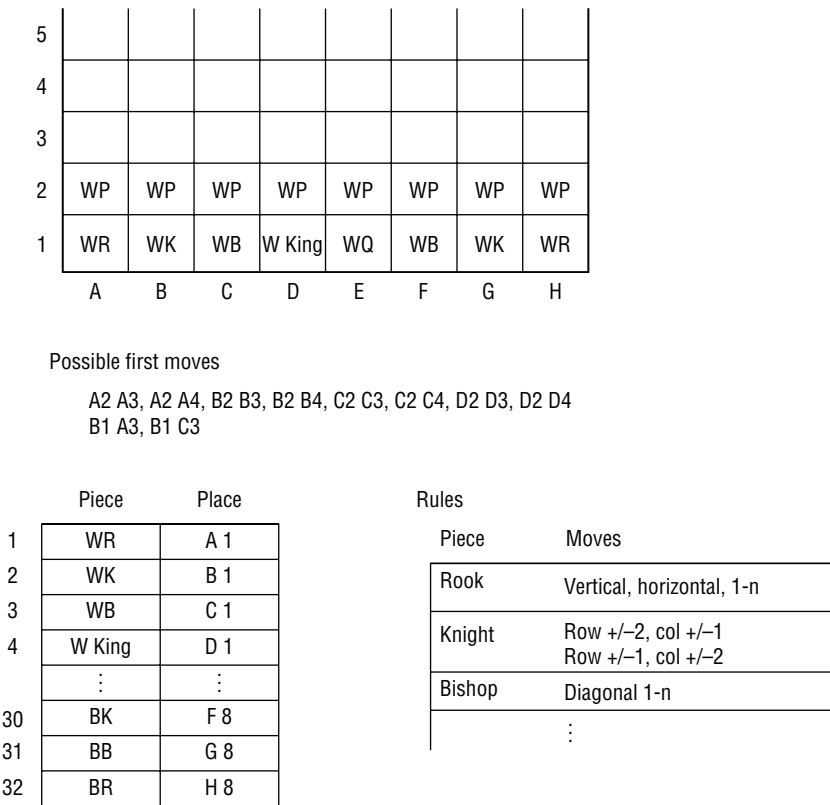 5
4
3
2 WP WP WP WP WP WP WP WP
1 WR WK WB W King WQ WB WK WR
A B C D E F G H
Possible first moves
A2 A3, A2 A4, B2 B3, B2 B4, C2 C3, C2 C4, D2 D3, D2 D4
B1 A3, B1 C3
Piece Place
1 WR A 1
2 WK B 1
3 WB C 1
4 W King D 1
⋮ ⋮
30 BK F 8
31 BB G 8
32 BR H 8
Rules
Piece Moves
Rook Vertical, horizontal, 1-n
Knight Row +/–2, col +/–1
Row +/–1, col +/–2
Bishop Diagonal 1-n
⋮